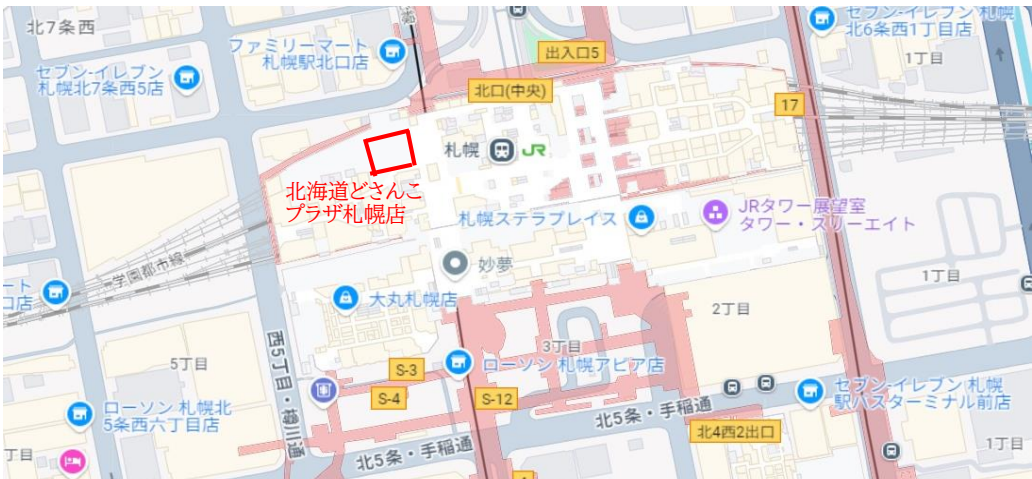 北7条西
ファミリーマート
札幌駅北口店
セブン-イレブン
札幌北7条西5店
出入口5
北口(中央)
セブン-イレブン 札幌
北6条西1丁目店
1丁目
17
札幌
JR
北海道どさんこ
プラザ札幌店
札幌ステラプレイス
JRタワー展望室
タワー・スリーエイト
学園都市線
妙夢
大丸札幌店
ート
口店
1丁目
2丁目
3丁目
5丁目
西5丁目・樽川通
S-3
S-4
S-12
ローソン 札幌アピア店
セブン-イレブン 札幌
駅バスターミナル前店
ローソン 札幌北
5条西六丁目店
北5条・手稲通
北4西2出口
北5条・手稲通
丁目
1丁目